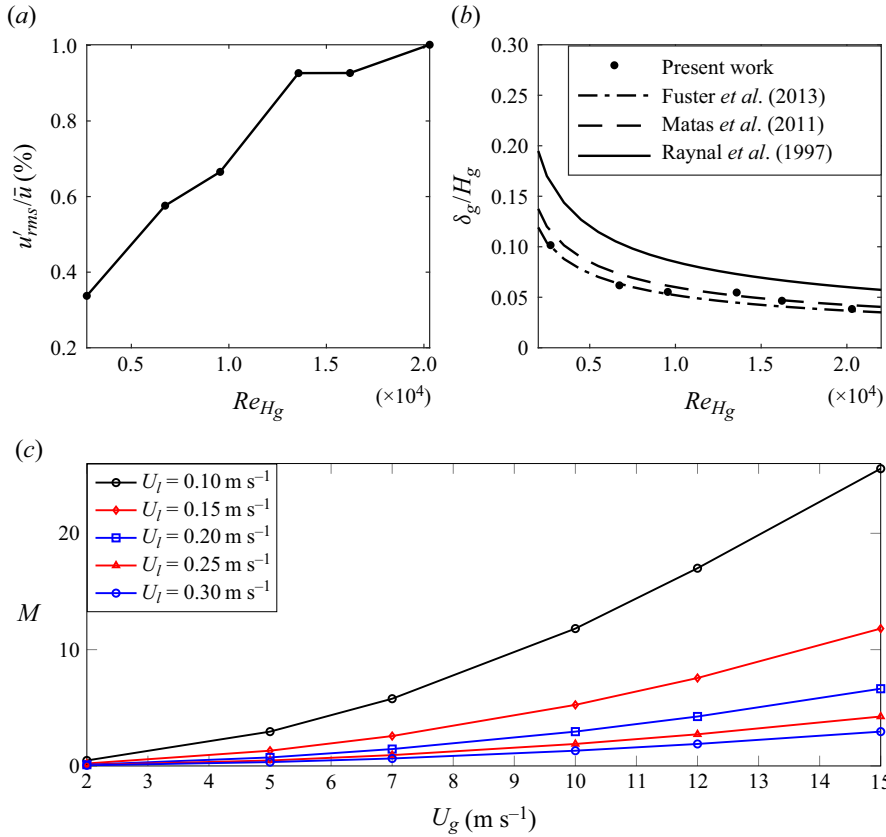 (a)
1.0
0.8
0.6
0.4
0.2
u′rms/ū (%)
0.5 1.0 1.5 2.0
ReHg (×10⁴)
(b)
0.30
0.25
0.20
0.15
0.10
0.05
0
δg/Hg
Present work
Fuster et al. (2013)
Matas et al. (2011)
Raynal et al. (1997)
0.5 1.0 1.5 2.0
ReHg (×10⁴)
(c)
Ul = 0.10 m s⁻¹
Ul = 0.15 m s⁻¹
Ul = 0.20 m s⁻¹
Ul = 0.25 m s⁻¹
Ul = 0.30 m s⁻¹
20
10
0
M
2 3 4 5 6 7 8 9 10 11 12 13 14 15
Ug (m s⁻¹)